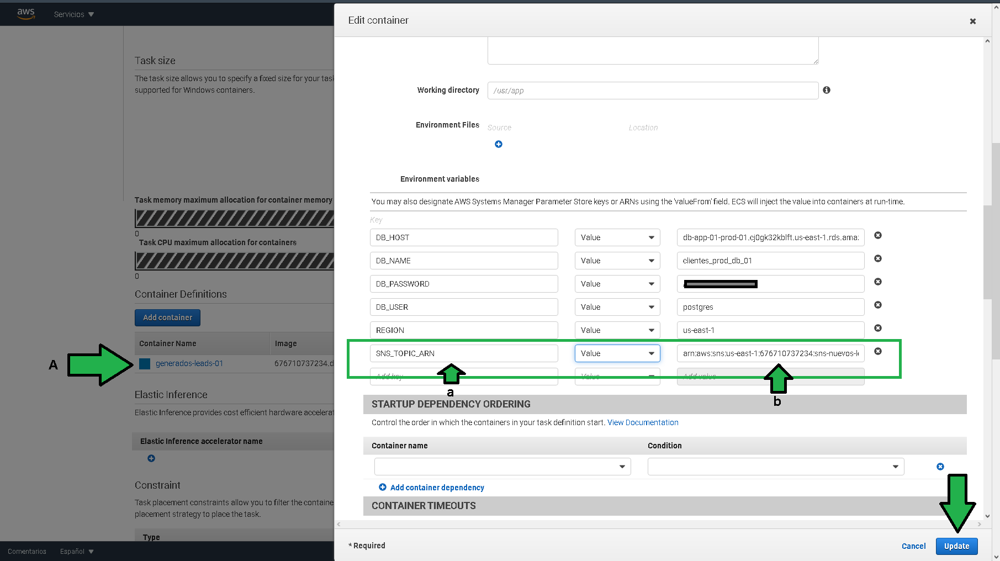 aws
Servicios
Edit container
Task size
The task size allows you to specify a fixed size for your task
supported for Windows containers.
Working directory
/usr/app
Environment Files
Source
Location
Environment variables
You may also designate AWS Systems Manager Parameter Store keys or ARNs using the 'valueFrom' field. ECS will inject the value into containers at run-time.
Task memory maximum allocation for container memory
0
Task CPU maximum allocation for containers
0
Key
DB_HOST Value db-app-01-prod-01.cj0gk32kblft.us-east-1.rds.ama
DB_NAME Value clientes_prod_db_01
DB_PASSWORD Value
DB_USER Value postgres
REGION Value us-east-1
SNS_TOPIC_ARN Value arn:aws:sns:us-east-1:676710737234:sns-nuevos-le
Add key Value Add value
a
b
Container Definitions
Add container
Container Name Image
A
generados-leads-01 676710737234.d
Elastic Inference
Elastic Inference provides cost efficient hardware accelerat
Elastic Inference accelerator name
Constraint
Task placement constraints allow you to filter the containe
placement strategy to place the task.
Type
STARTUP DEPENDENCY ORDERING
Control the order in which the containers in your task definition start. View Documentation
Container name Condition
Add container dependency
CONTAINER TIMEOUTS
* Required
Cancel
Update
Comentarios
Español